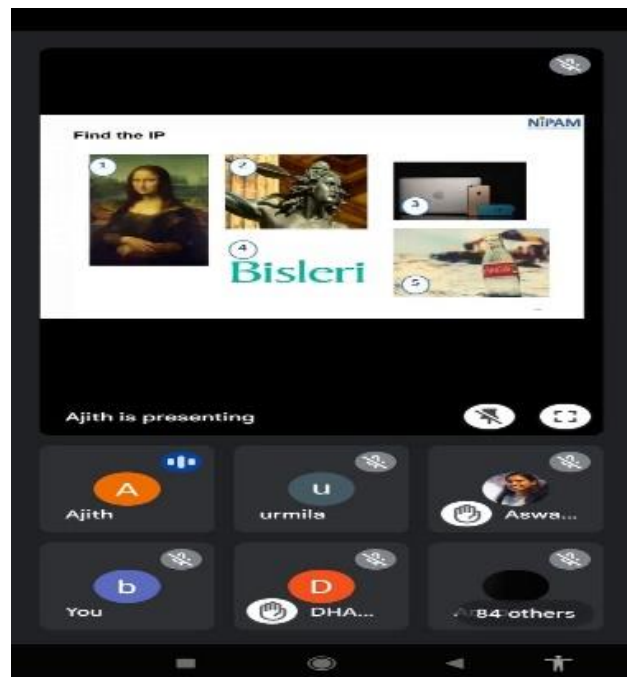 NIPAM
Find the IP
1
2
3
4
Bisleri
5
Ajith is presenting
A
Ajith
u
urmila
Aswa...
b
You
D
DHA...
84 others